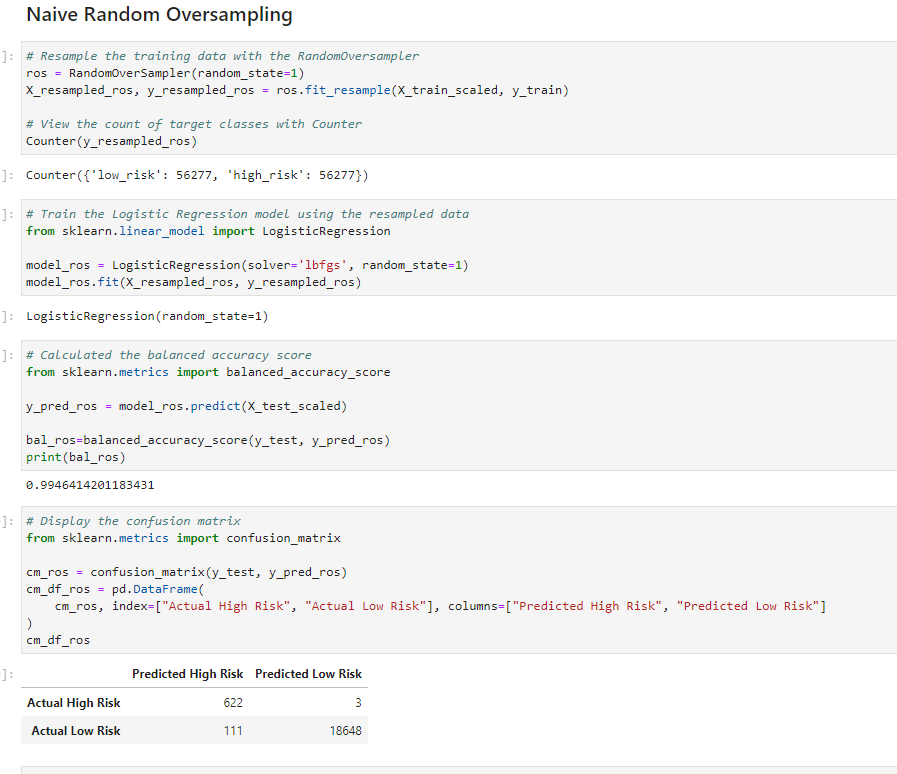 Naive Random Oversampling
]: # Resample the training data with the RandomOversampler
ros = RandomOverSampler(random_state=1)
X_resampled_ros, y_resampled_ros = ros.fit_resample(X_train_scaled, y_train)
# View the count of target classes with Counter
Counter(y_resampled_ros)
]: Counter({'low_risk': 56277, 'high_risk': 56277})
]: # Train the Logistic Regression model using the resampled data
from sklearn.linear_model import LogisticRegression
model_ros = LogisticRegression(solver='lbfgs', random_state=1)
model_ros.fit(X_resampled_ros, y_resampled_ros)
]: LogisticRegression(random_state=1)
]: # Calculated the balanced accuracy score
from sklearn.metrics import balanced_accuracy_score
y_pred_ros = model_ros.predict(X_test_scaled)
bal_ros=balanced_accuracy_score(y_test, y_pred_ros)
print(bal_ros)
0.9946414201183431
]: # Display the confusion matrix
from sklearn.metrics import confusion_matrix
cm_ros = confusion_matrix(y_test, y_pred_ros)
cm_df_ros = pd.DataFrame(
    cm_ros, index=["Actual High Risk", "Actual Low Risk"], columns=["Predicted High Risk", "Predicted Low Risk"]
)
cm_df_ros
]: Predicted High Risk Predicted Low Risk
Actual High Risk 622 3
Actual Low Risk 111 18648